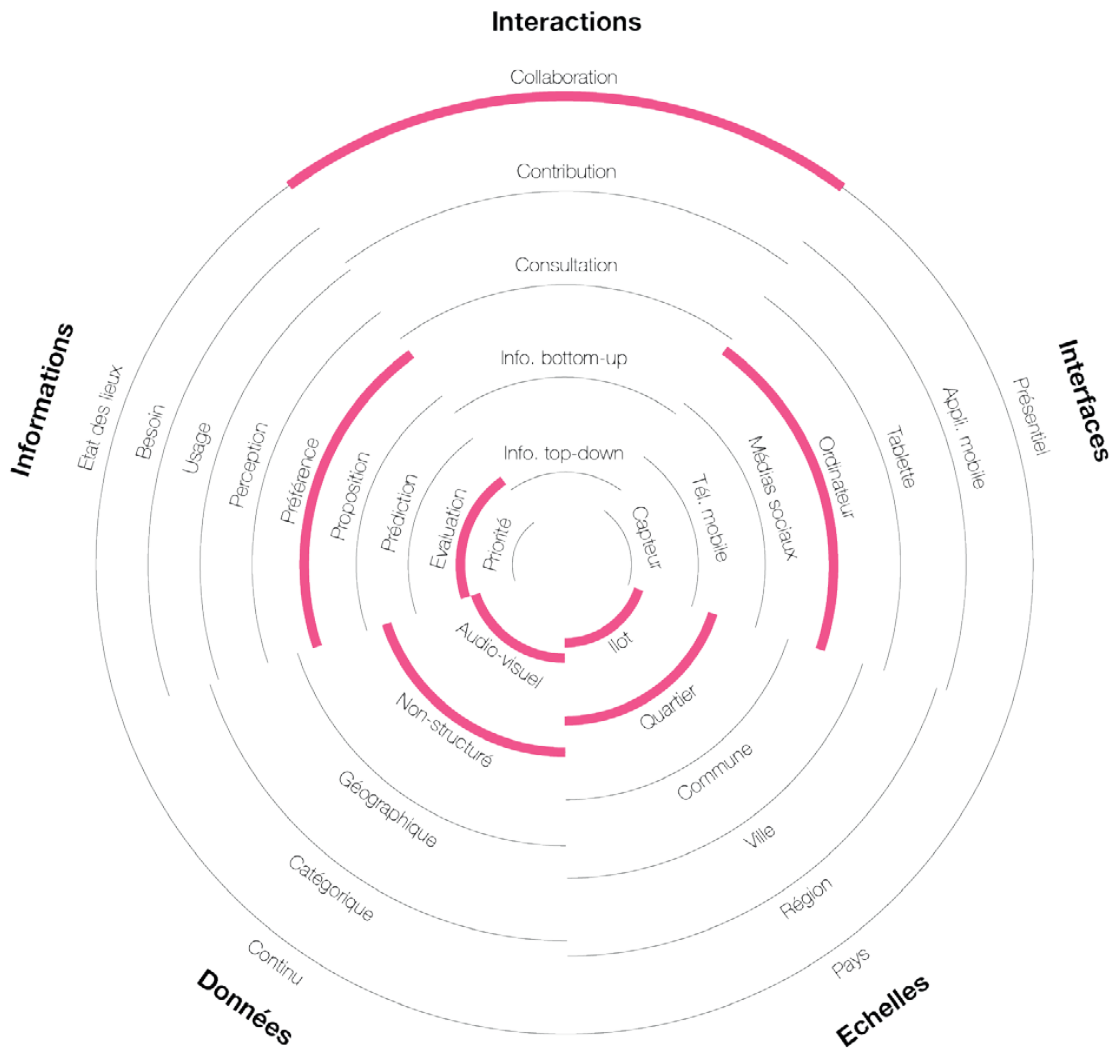 Interactions
Collaboration
Contribution
Consultation
Info. bottom-up
Info. top-down
Informations
Etat des lieux
Besoin
Usage
Perception
Préférence
Proposition
Prédiction
Evaluation
Priorité
Interfaces
Présentiel
Appli. mobile
Tablette
Ordinateur
Médias sociaux
Tél. mobile
Capteur
Données
Audio-visuel
Non-structuré
Géographique
Catégorique
Continu
Echelles
Ilot
Quartier
Commune
Ville
Région
Pays